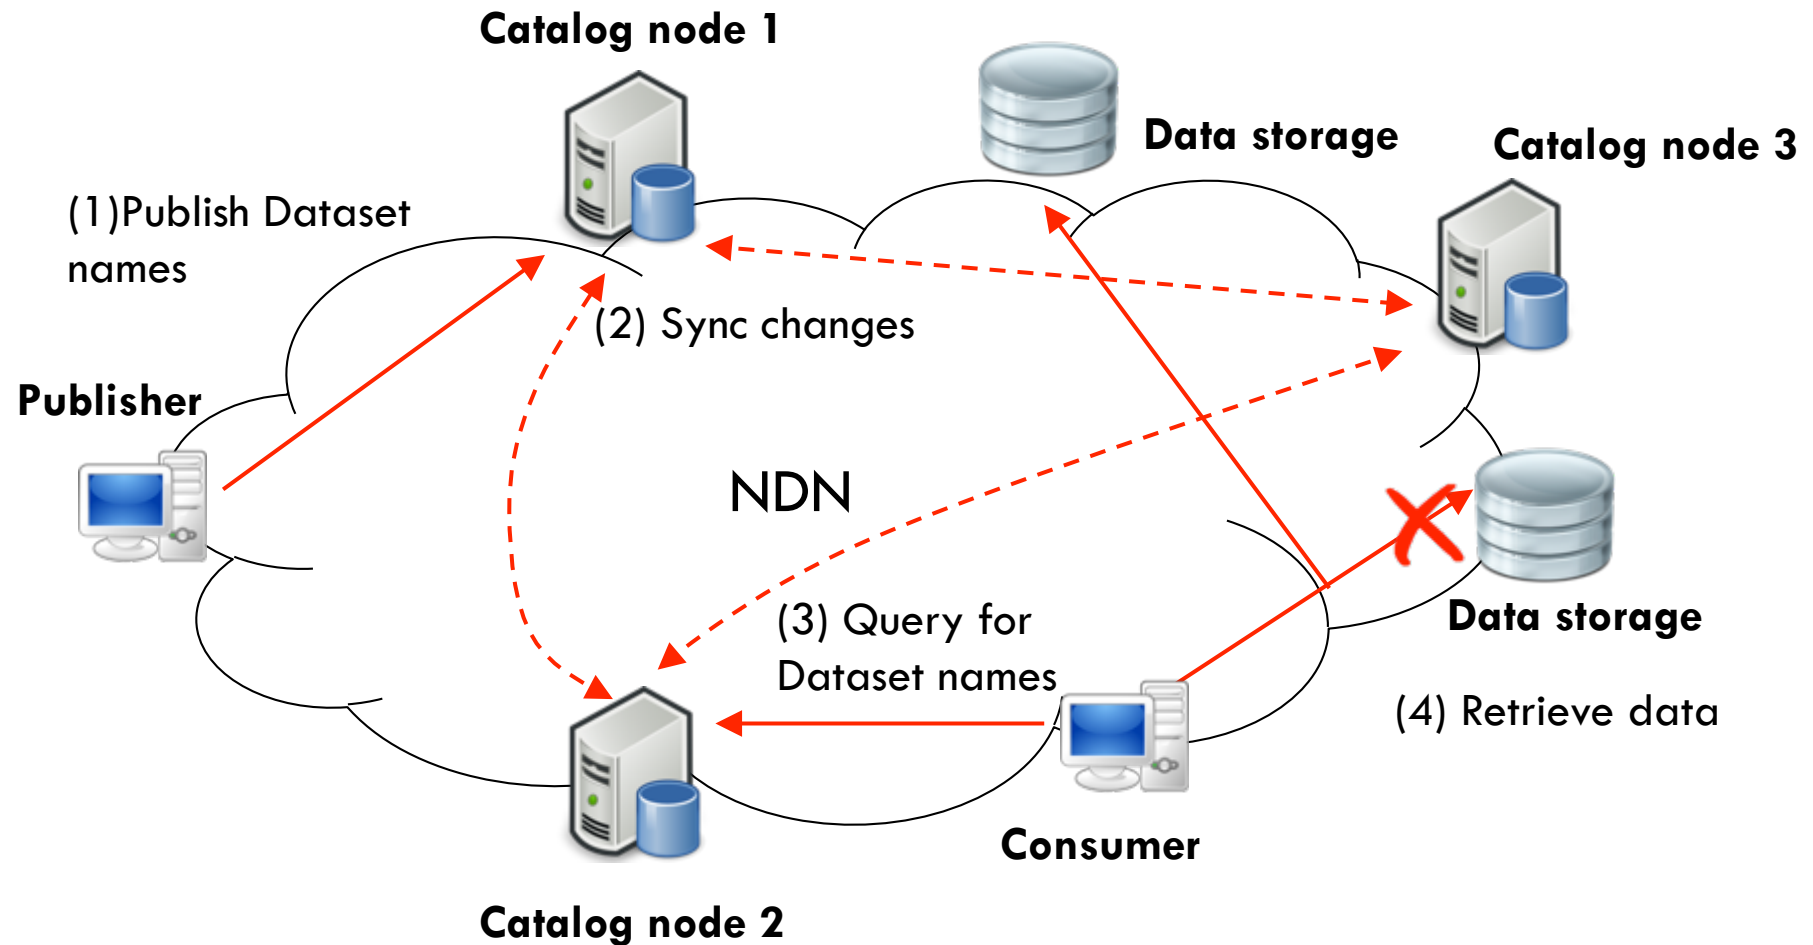 Catalog node 1
Data storage
Catalog node 3
(1)Publish Dataset
names
(2) Sync changes
Publisher
NDN
(3) Query for
Dataset names
Data storage
(4) Retrieve data
Consumer
Catalog node 2